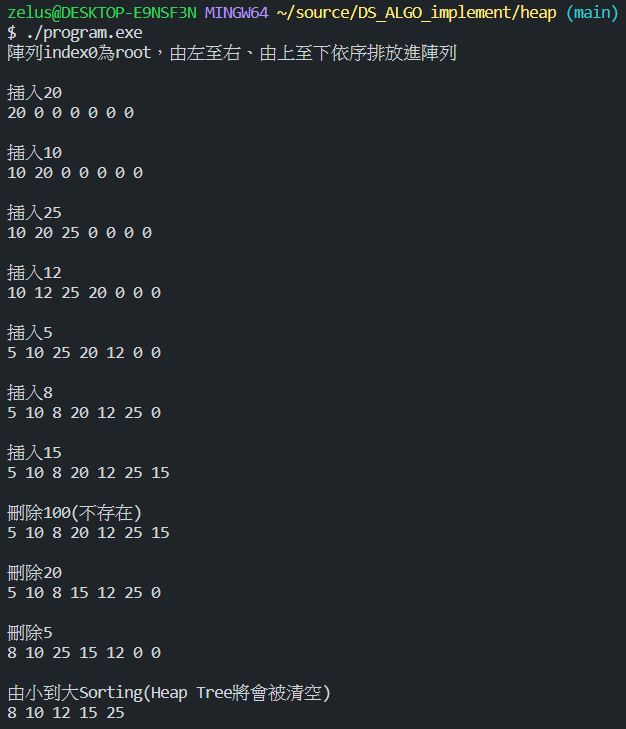 zelus@DESKTOP-E9NSF3N MINGW64 ~/source/DS_ALGO_implement/heap (main)
$ ./program.exe
陣列index0為root，由左至右、由上至下依序排放進陣列
插入20
20 0 0 0 0 0 0
插入10
10 20 0 0 0 0 0
插入25
10 20 25 0 0 0 0
插入12
10 12 25 20 0 0 0
插入5
5 10 25 20 12 0 0
插入8
5 10 8 20 12 25 0
插入15
5 10 8 20 12 25 15
刪除100(不存在)
5 10 8 20 12 25 15
刪除20
5 10 8 15 12 25 0
刪除5
8 10 25 15 12 0 0
由小到大Sorting(Heap Tree將會被清空)
8 10 12 15 25